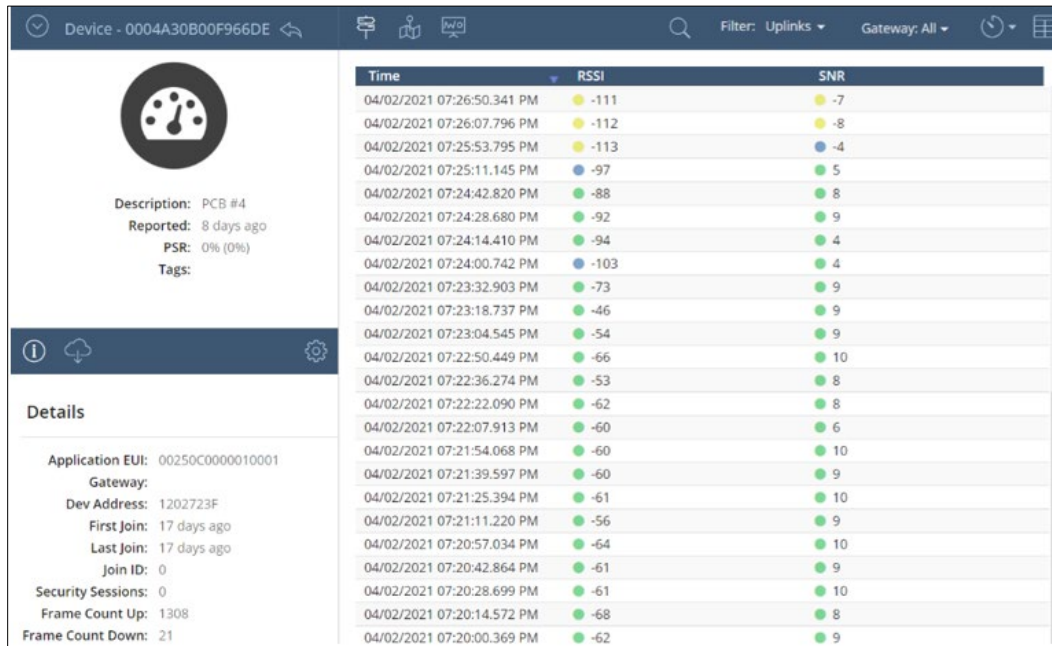 Device - 0004A30B00F966DE
Filter: Uplinks
Gateway: All
Description: PCB #4
Reported: 8 days ago
PSR: 0% (0%)
Tags:
Details
Application EUI: 00250C0000010001
Gateway:
Dev Address: 1202723F
First Join: 17 days ago
Last Join: 17 days ago
Join ID: 0
Security Sessions: 0
Frame Count Up: 1308
Frame Count Down: 21
Time RSSI SNR
04/02/2021 07:26:50.341 PM -111 -7
04/02/2021 07:26:07.796 PM -112 -8
04/02/2021 07:25:53.795 PM -113 -4
04/02/2021 07:25:11.145 PM -97 5
04/02/2021 07:24:42.820 PM -88 8
04/02/2021 07:24:28.680 PM -92 9
04/02/2021 07:24:14.410 PM -94 4
04/02/2021 07:24:00.742 PM -103 4
04/02/2021 07:23:32.903 PM -73 9
04/02/2021 07:23:18.737 PM -46 9
04/02/2021 07:23:04.545 PM -54 9
04/02/2021 07:22:50.449 PM -66 10
04/02/2021 07:22:36.274 PM -53 8
04/02/2021 07:22:22.090 PM -62 8
04/02/2021 07:22:07.913 PM -60 6
04/02/2021 07:21:54.068 PM -60 10
04/02/2021 07:21:39.597 PM -60 9
04/02/2021 07:21:25.394 PM -61 10
04/02/2021 07:21:11.220 PM -56 9
04/02/2021 07:20:57.034 PM -64 10
04/02/2021 07:20:42.864 PM -61 9
04/02/2021 07:20:28.699 PM -61 10
04/02/2021 07:20:14.572 PM -68 8
04/02/2021 07:20:00.369 PM -62 9